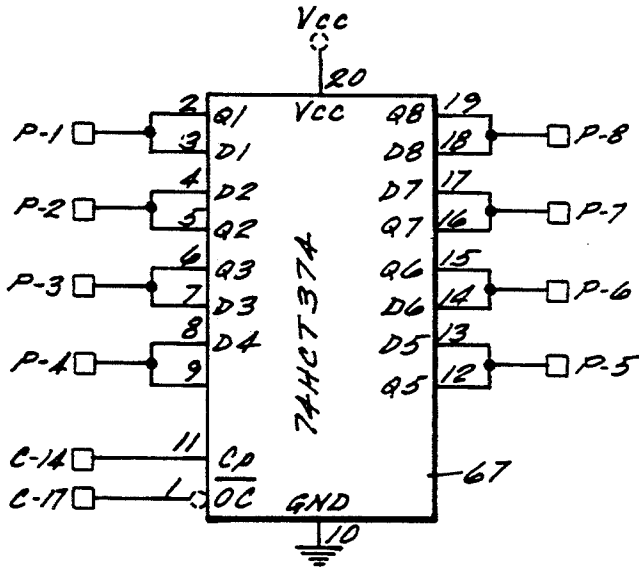 Vcc
20
2 Q1 Vcc Q8 19
P-1 P-8
3 D1 D8 18
4 D2 D7 17
P-2 P-7
5 Q2 Q7 16
6 Q3 Q6 15
P-3 P-6
7 D3 D6 14
8 D4 D5 13
P-4 P-5
9 Q5 12
74HCT374
C-14 11 Cp
67
C-17 1 OC
GND
10